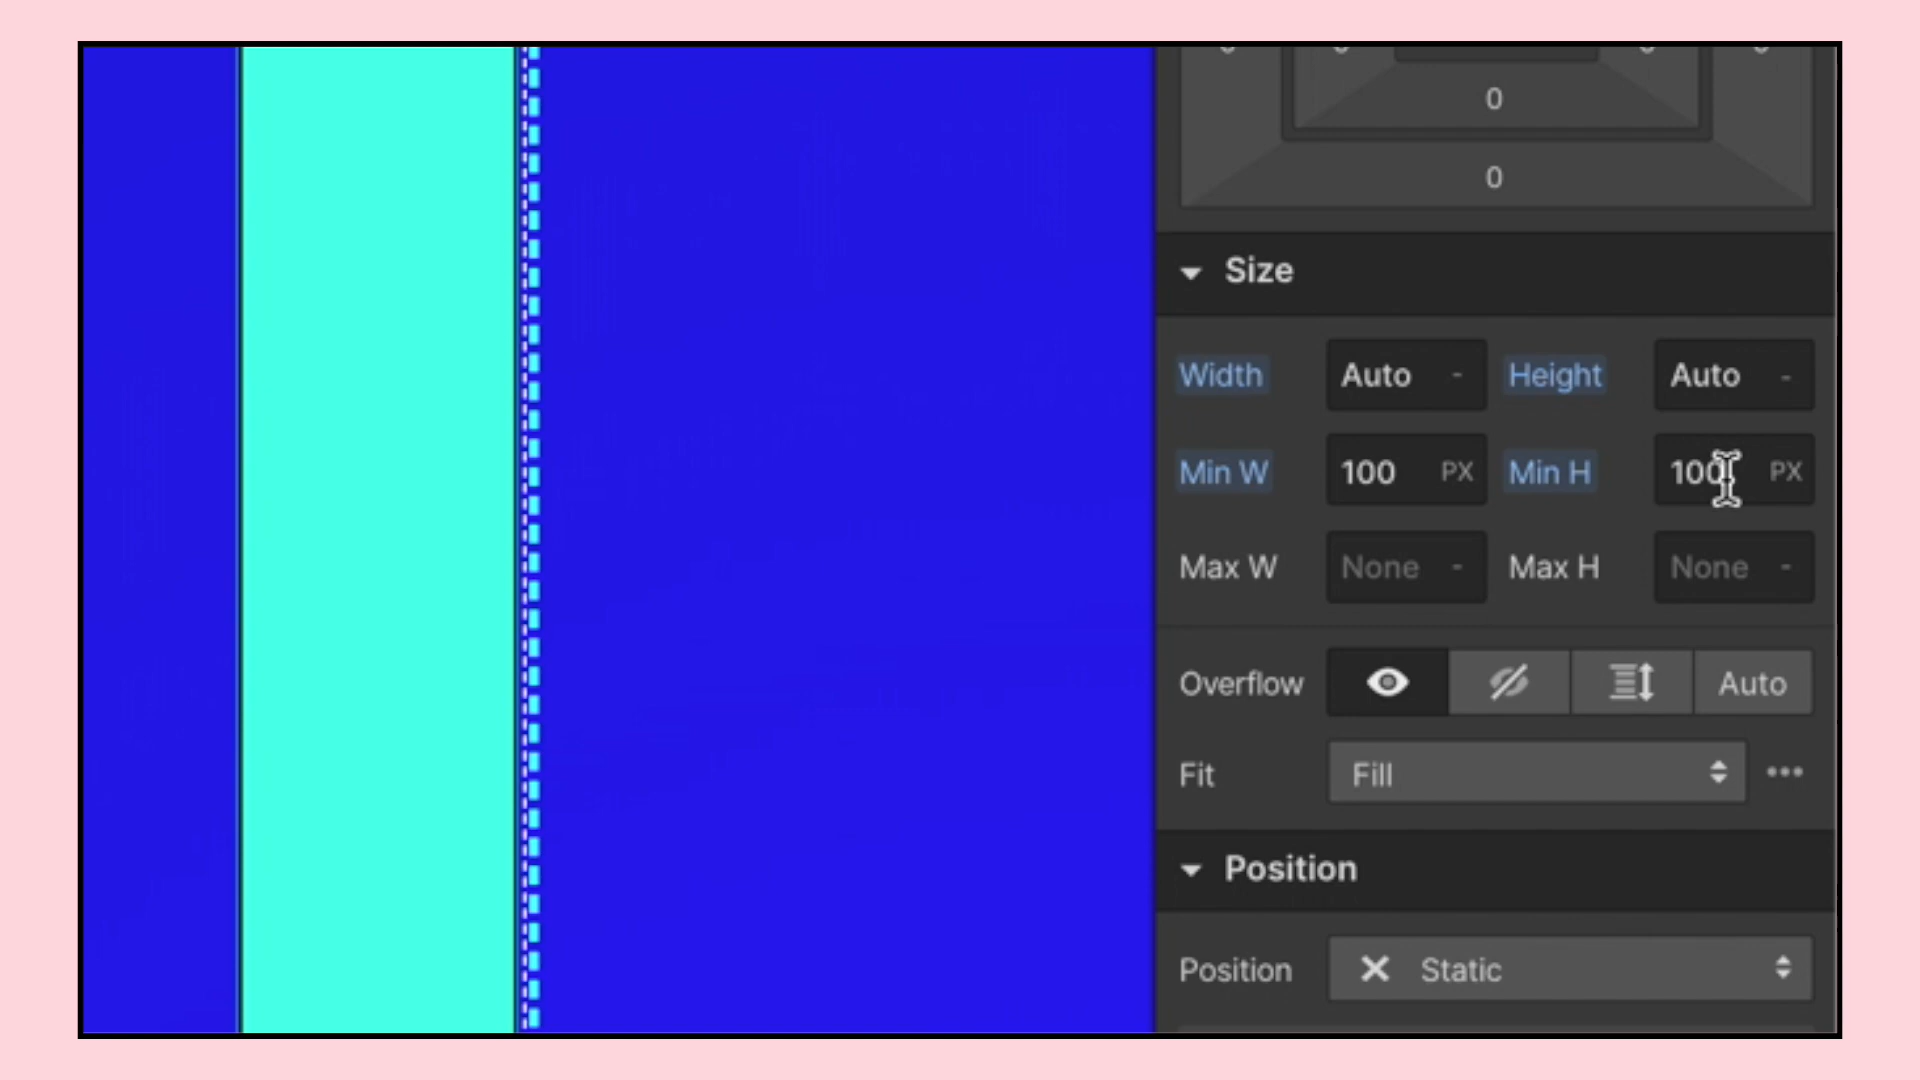 0
0
Size
Width Auto - Height Auto -
Min W 100 PX Min H 100 PX
Max W None - Max H None -
Overflow Auto
Fit Fill
Position
Position Static